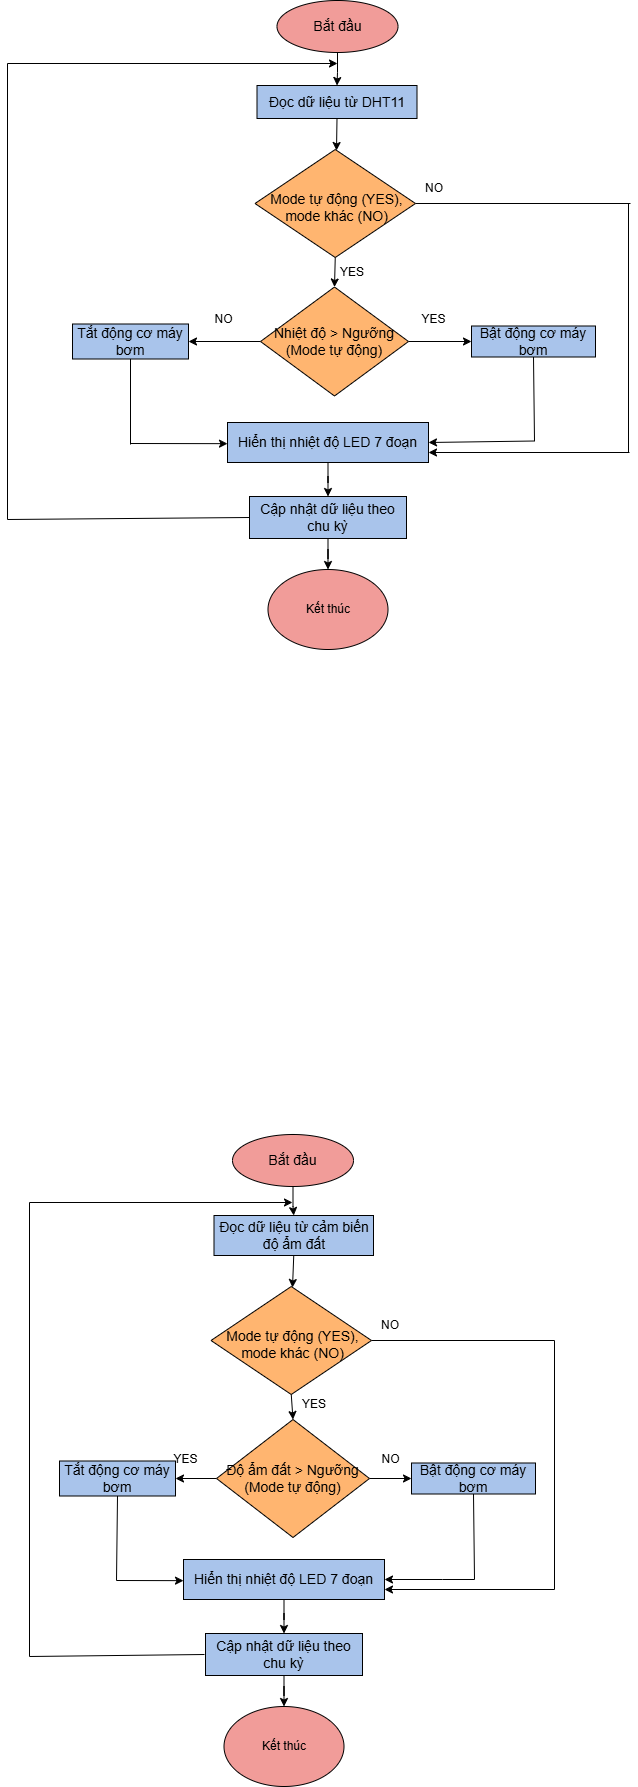 Bắt đầu
Đọc dữ liệu từ DHT11
Mode tự động (YES),
mode khác (NO)
NO
YES
Nhiệt độ > Ngưỡng
(Mode tự động)
NO
YES
Tắt động cơ máy
bơm
Bật động cơ máy
bơm
Hiển thị nhiệt độ LED 7 đoạn
Cập nhật dữ liệu theo
chu kỳ
Kết thúc
Bắt đầu
Đọc dữ liệu từ cảm biến
độ ẩm đất
Mode tự động (YES),
mode khác (NO)
NO
YES
Độ ẩm đất > Ngưỡng
(Mode tự động)
YES
NO
Tắt động cơ máy
bơm
Bật động cơ máy
bơm
Hiển thị nhiệt độ LED 7 đoạn
Cập nhật dữ liệu theo
chu kỳ
Kết thúc